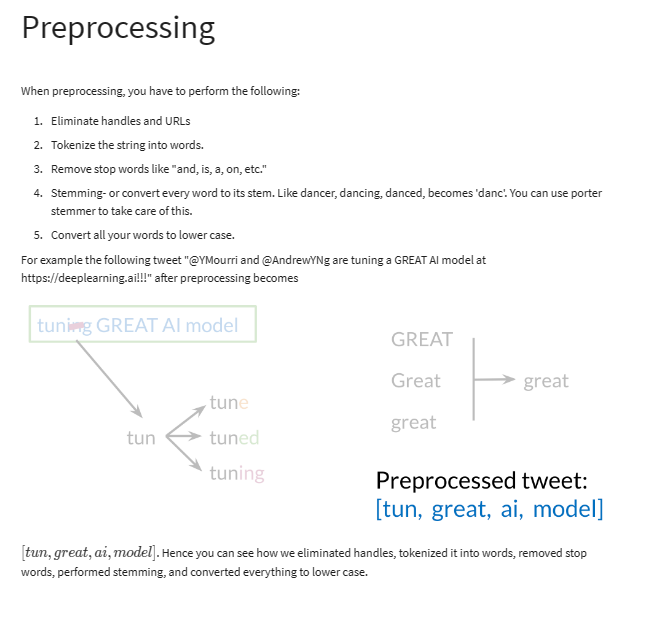 Preprocessing
When preprocessing, you have to perform the following:
1. Eliminate handles and URLs
2. Tokenize the string into words.
3. Remove stop words like "and, is, a, on, etc."
4. Stemming- or convert every word to its stem. Like dancer, dancing, danced, becomes 'danc'. You can use porter
stemmer to take care of this.
5. Convert all your words to lower case.
For example the following tweet "@YMourri and @AndrewYNg are tuning a GREAT AI model at
https://deeplearning.ai!!!" after preprocessing becomes
tuning GREAT AI model
tun
tune
tuned
tuning
GREAT
Great
great
great
Preprocessed tweet:
[tun, great, ai, model]
[tun, great, ai, model]. Hence you can see how we eliminated handles, tokenized it into words, removed stop
words, performed stemming, and converted everything to lower case.